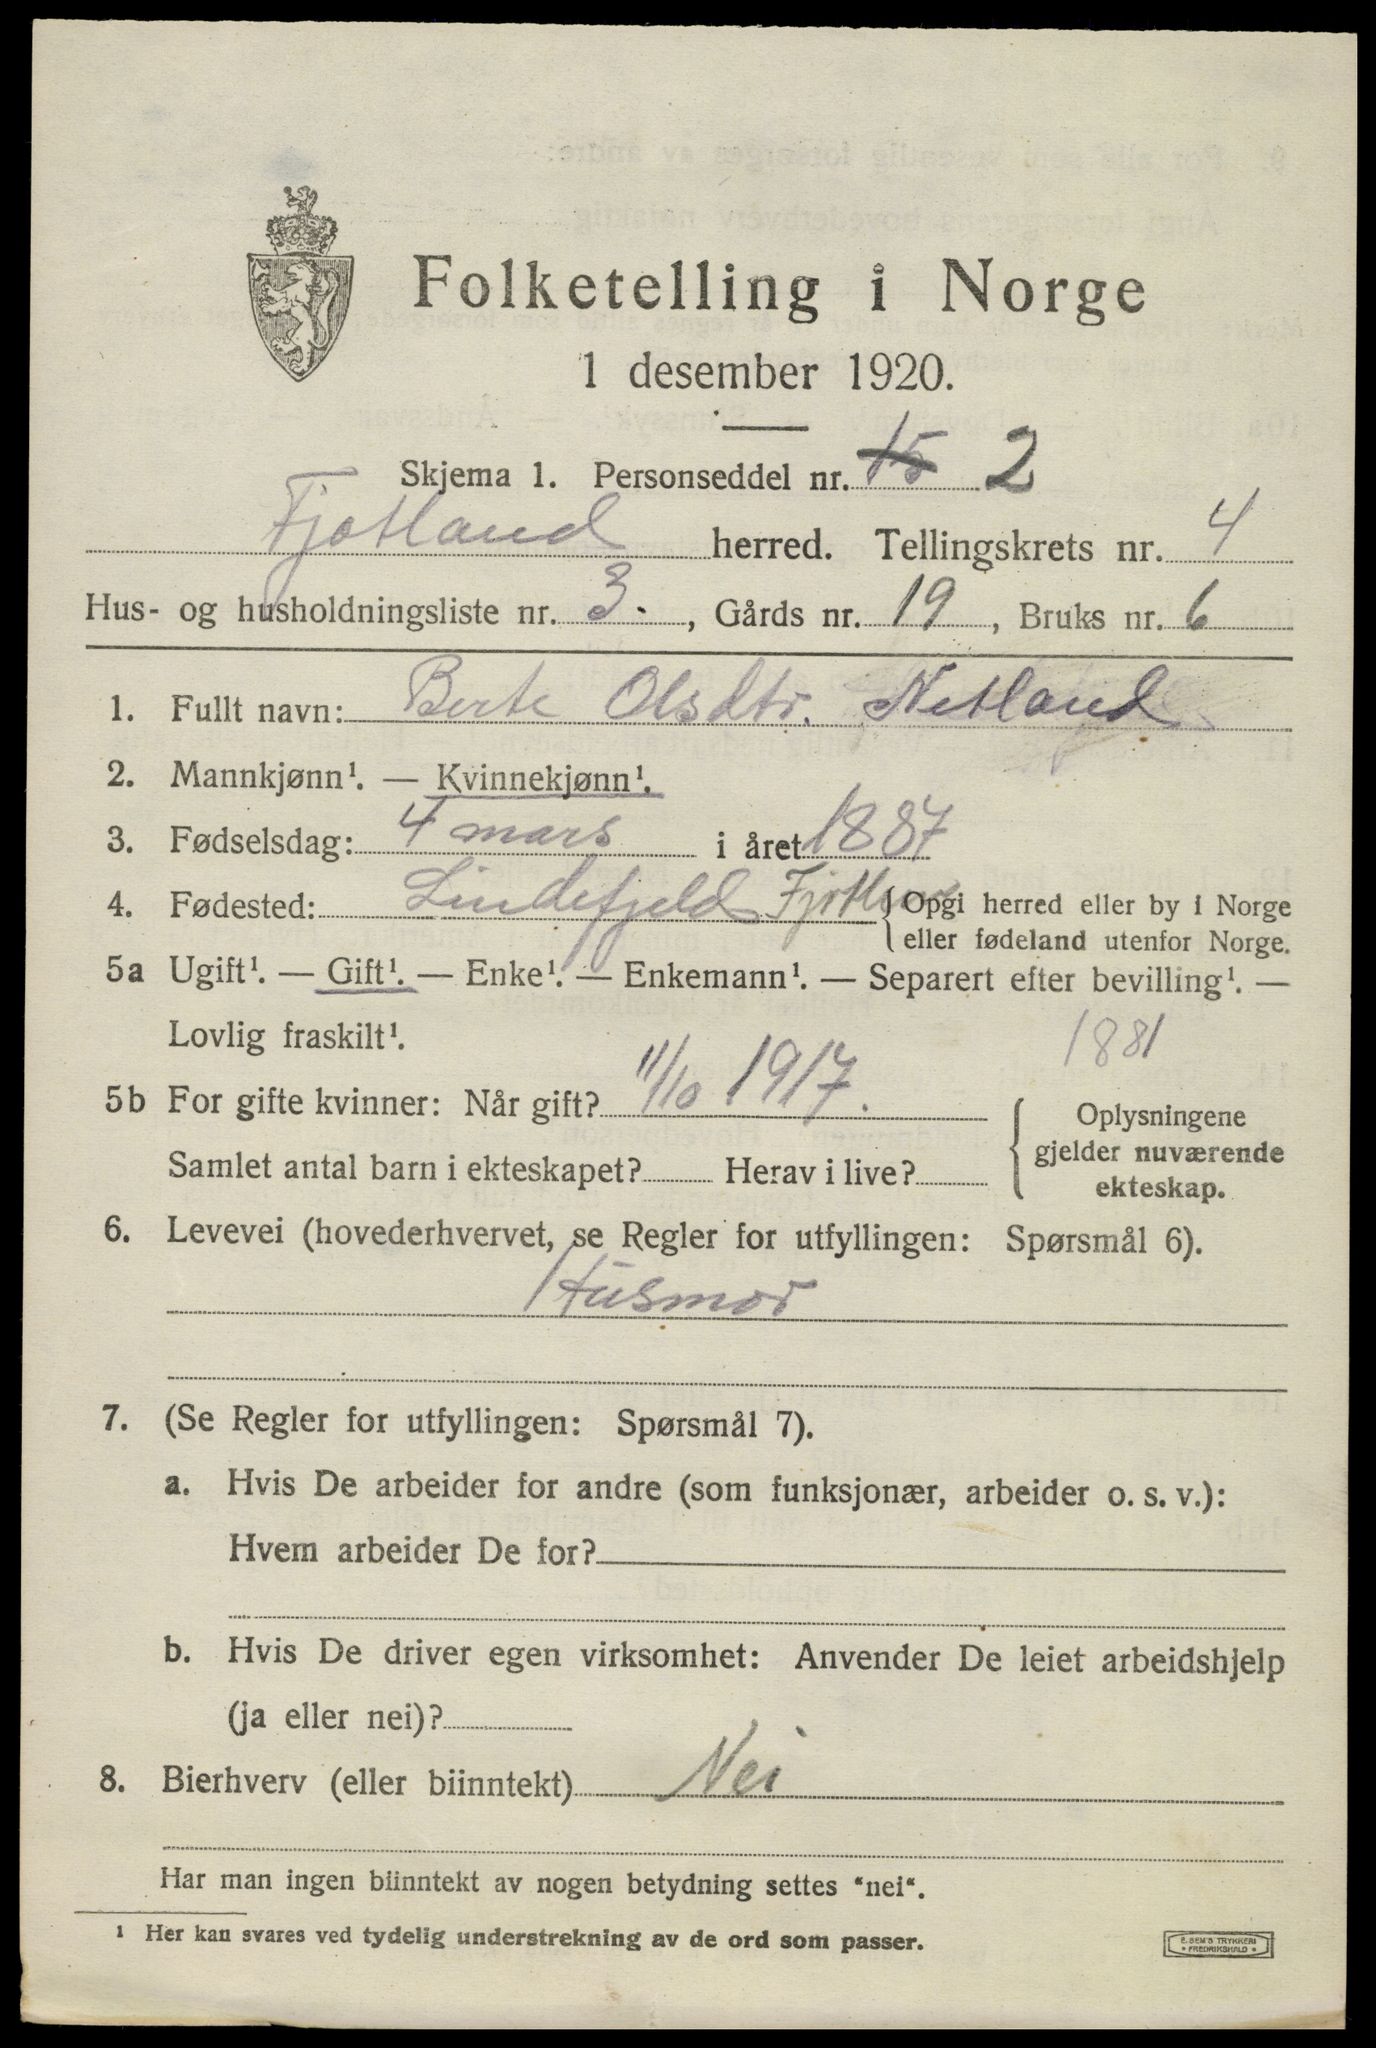 Folketelling i Norge
1 desember 1920.
Skjema 1. Personseddel nr. 15 2
Fjotland herred. Tellingskrets nr. 4
Hus- og husholdningsliste nr. 3. , Gårds nr. 19 , Bruks nr. 6
1. Fullt navn: Berte Olsdtr. Netland
2. Mannkjønn¹. — Kvinnekjønn¹.
3. Fødselsdag: 4 mars i året 1887
4. Fødested: Lindefjeld Fjotland { Opgi herred eller by i Norge
eller fødeland utenfor Norge.
5a Ugift¹. — Gift¹. — Enke¹. — Enkemann¹. — Separert efter bevilling¹. —
Lovlig fraskilt¹. 1881
5b For gifte kvinner: Når gift? 11/10 1917.
Samlet antal barn i ekteskapet? Herav i live?
Oplysningene
gjelder nuværende
ekteskap.
6. Levevei (hovederhvervet, se Regler for utfyllingen: Spørsmål 6).
Husmor
7. (Se Regler for utfyllingen: Spørsmål 7).
a. Hvis De arbeider for andre (som funksjonær, arbeider o. s. v.):
Hvem arbeider De for?
b. Hvis De driver egen virksomhet: Anvender De leiet arbeidshjelp
(ja eller nei)?
8. Bierhverv (eller biinntekt) Nei
Har man ingen biinntekt av nogen betydning settes "nei".
¹ Her kan svares ved tydelig understrekning av de ord som passer.
E. SEM'S TRYKKERI
* FREDRIKSHALD *